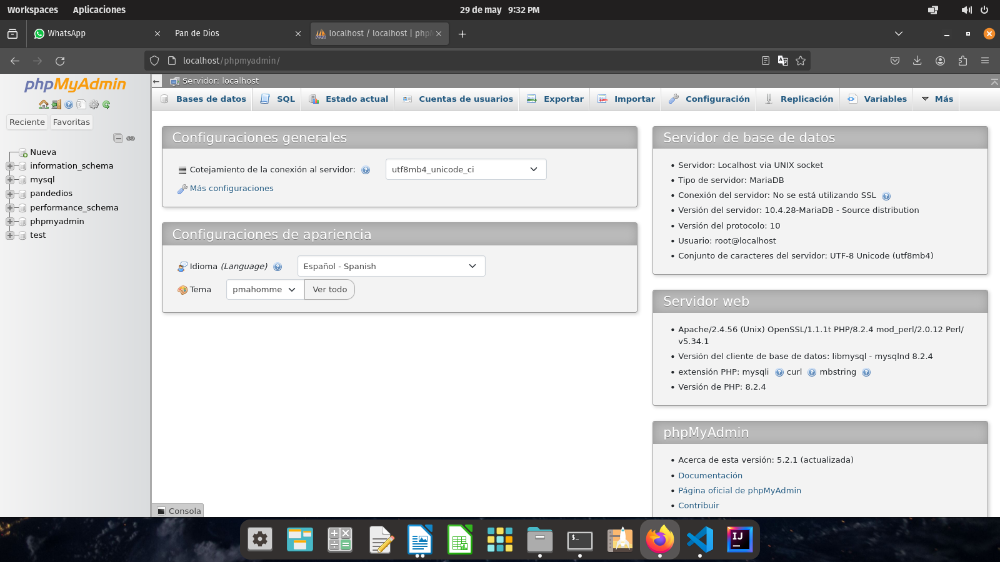 Workspaces Aplicaciones 29 de may 9:32 PM
WhatsApp Pan de Dios localhost / localhost | phpM
localhost/phpmyadmin/
phpMyAdmin
Reciente Favoritas
Nueva
information_schema
mysql
pandedios
performance_schema
phpmyadmin
test
Servidor: localhost
Bases de datos SQL Estado actual Cuentas de usuarios Exportar Importar Configuración Replicación Variables Más
Configuraciones generales
Cotejamiento de la conexión al servidor: utf8mb4_unicode_ci
Más configuraciones
Configuraciones de apariencia
Idioma (Language) Español - Spanish
Tema pmahomme Ver todo
Servidor de base de datos
• Servidor: Localhost via UNIX socket
• Tipo de servidor: MariaDB
• Conexión del servidor: No se está utilizando SSL
• Versión del servidor: 10.4.28-MariaDB - Source distribution
• Versión del protocolo: 10
• Usuario: root@localhost
• Conjunto de caracteres del servidor: UTF-8 Unicode (utf8mb4)
Servidor web
• Apache/2.4.56 (Unix) OpenSSL/1.1.1t PHP/8.2.4 mod_perl/2.0.12 Perl/
v5.34.1
• Versión del cliente de base de datos: libmysql - mysqlnd 8.2.4
• extensión PHP: mysqli curl mbstring
• Versión de PHP: 8.2.4
phpMyAdmin
• Acerca de esta versión: 5.2.1 (actualizada)
• Documentación
• Página oficial de phpMyAdmin
• Contribuir
Consola
$_
IJ